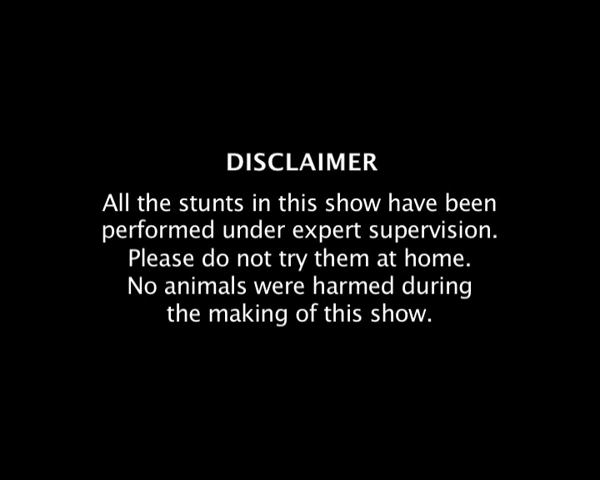 DISCLAIMER
All the stunts in this show have been
performed under expert supervision.
Please do not try them at home.
No animals were harmed during
the making of this show.